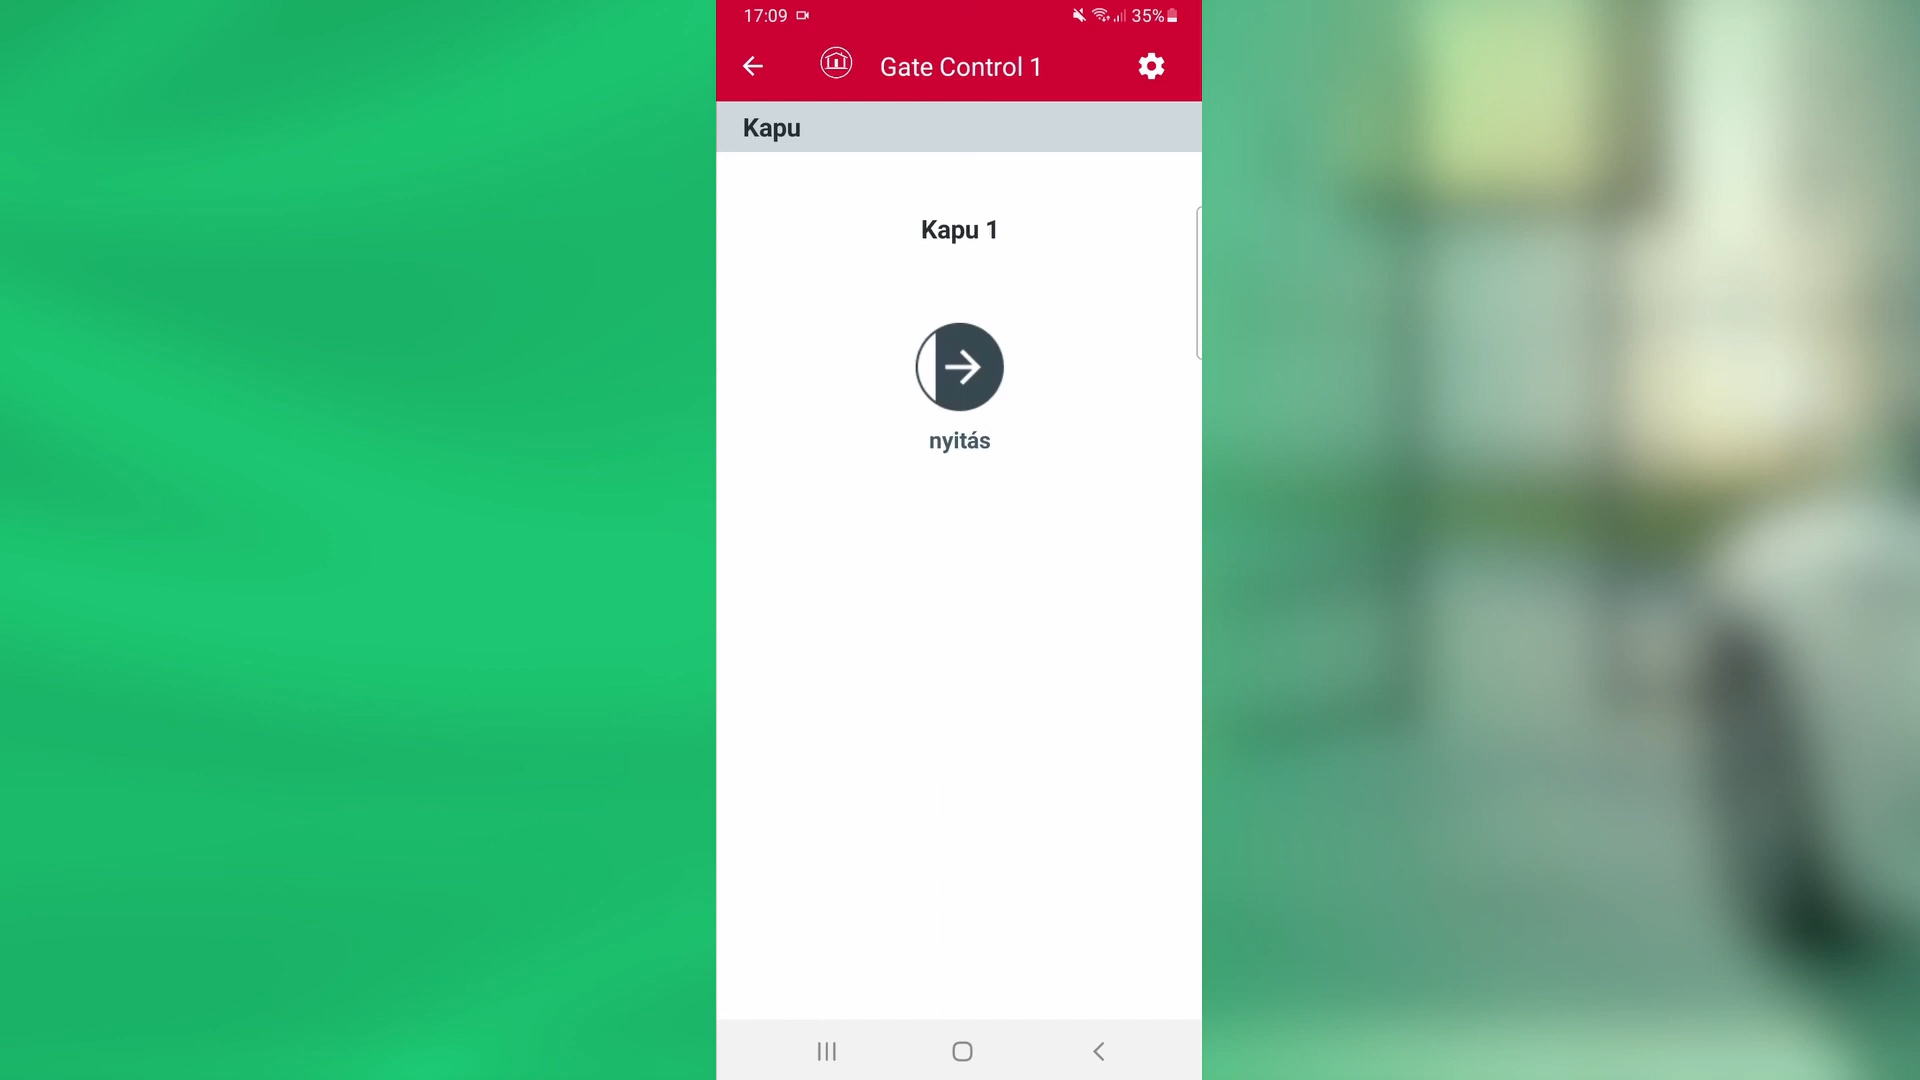 17:09
35%
Gate Control 1
Kapu
Kapu 1
nyitás